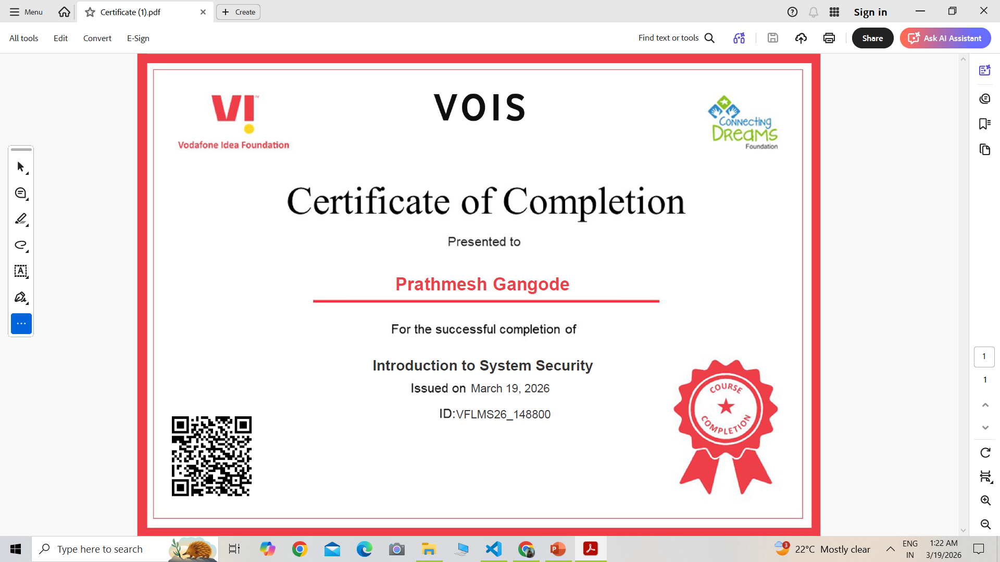 Menu
Certificate (1).pdf
Create
Sign in
All tools
Edit
Convert
E-Sign
Find text or tools
Share
Ask AI Assistant
VI™
Vodafone Idea Foundation
VOIS
Connecting
Dreams
Foundation
Certificate of Completion
Presented to
Prathmesh Gangode
For the successful completion of
Introduction to System Security
Issued on March 19, 2026
ID:VFLMS26_148800
COURSE
COMPLETION
1
1
Type here to search
3
22°C Mostly clear
ENG
IN
1:22 AM
3/19/2026